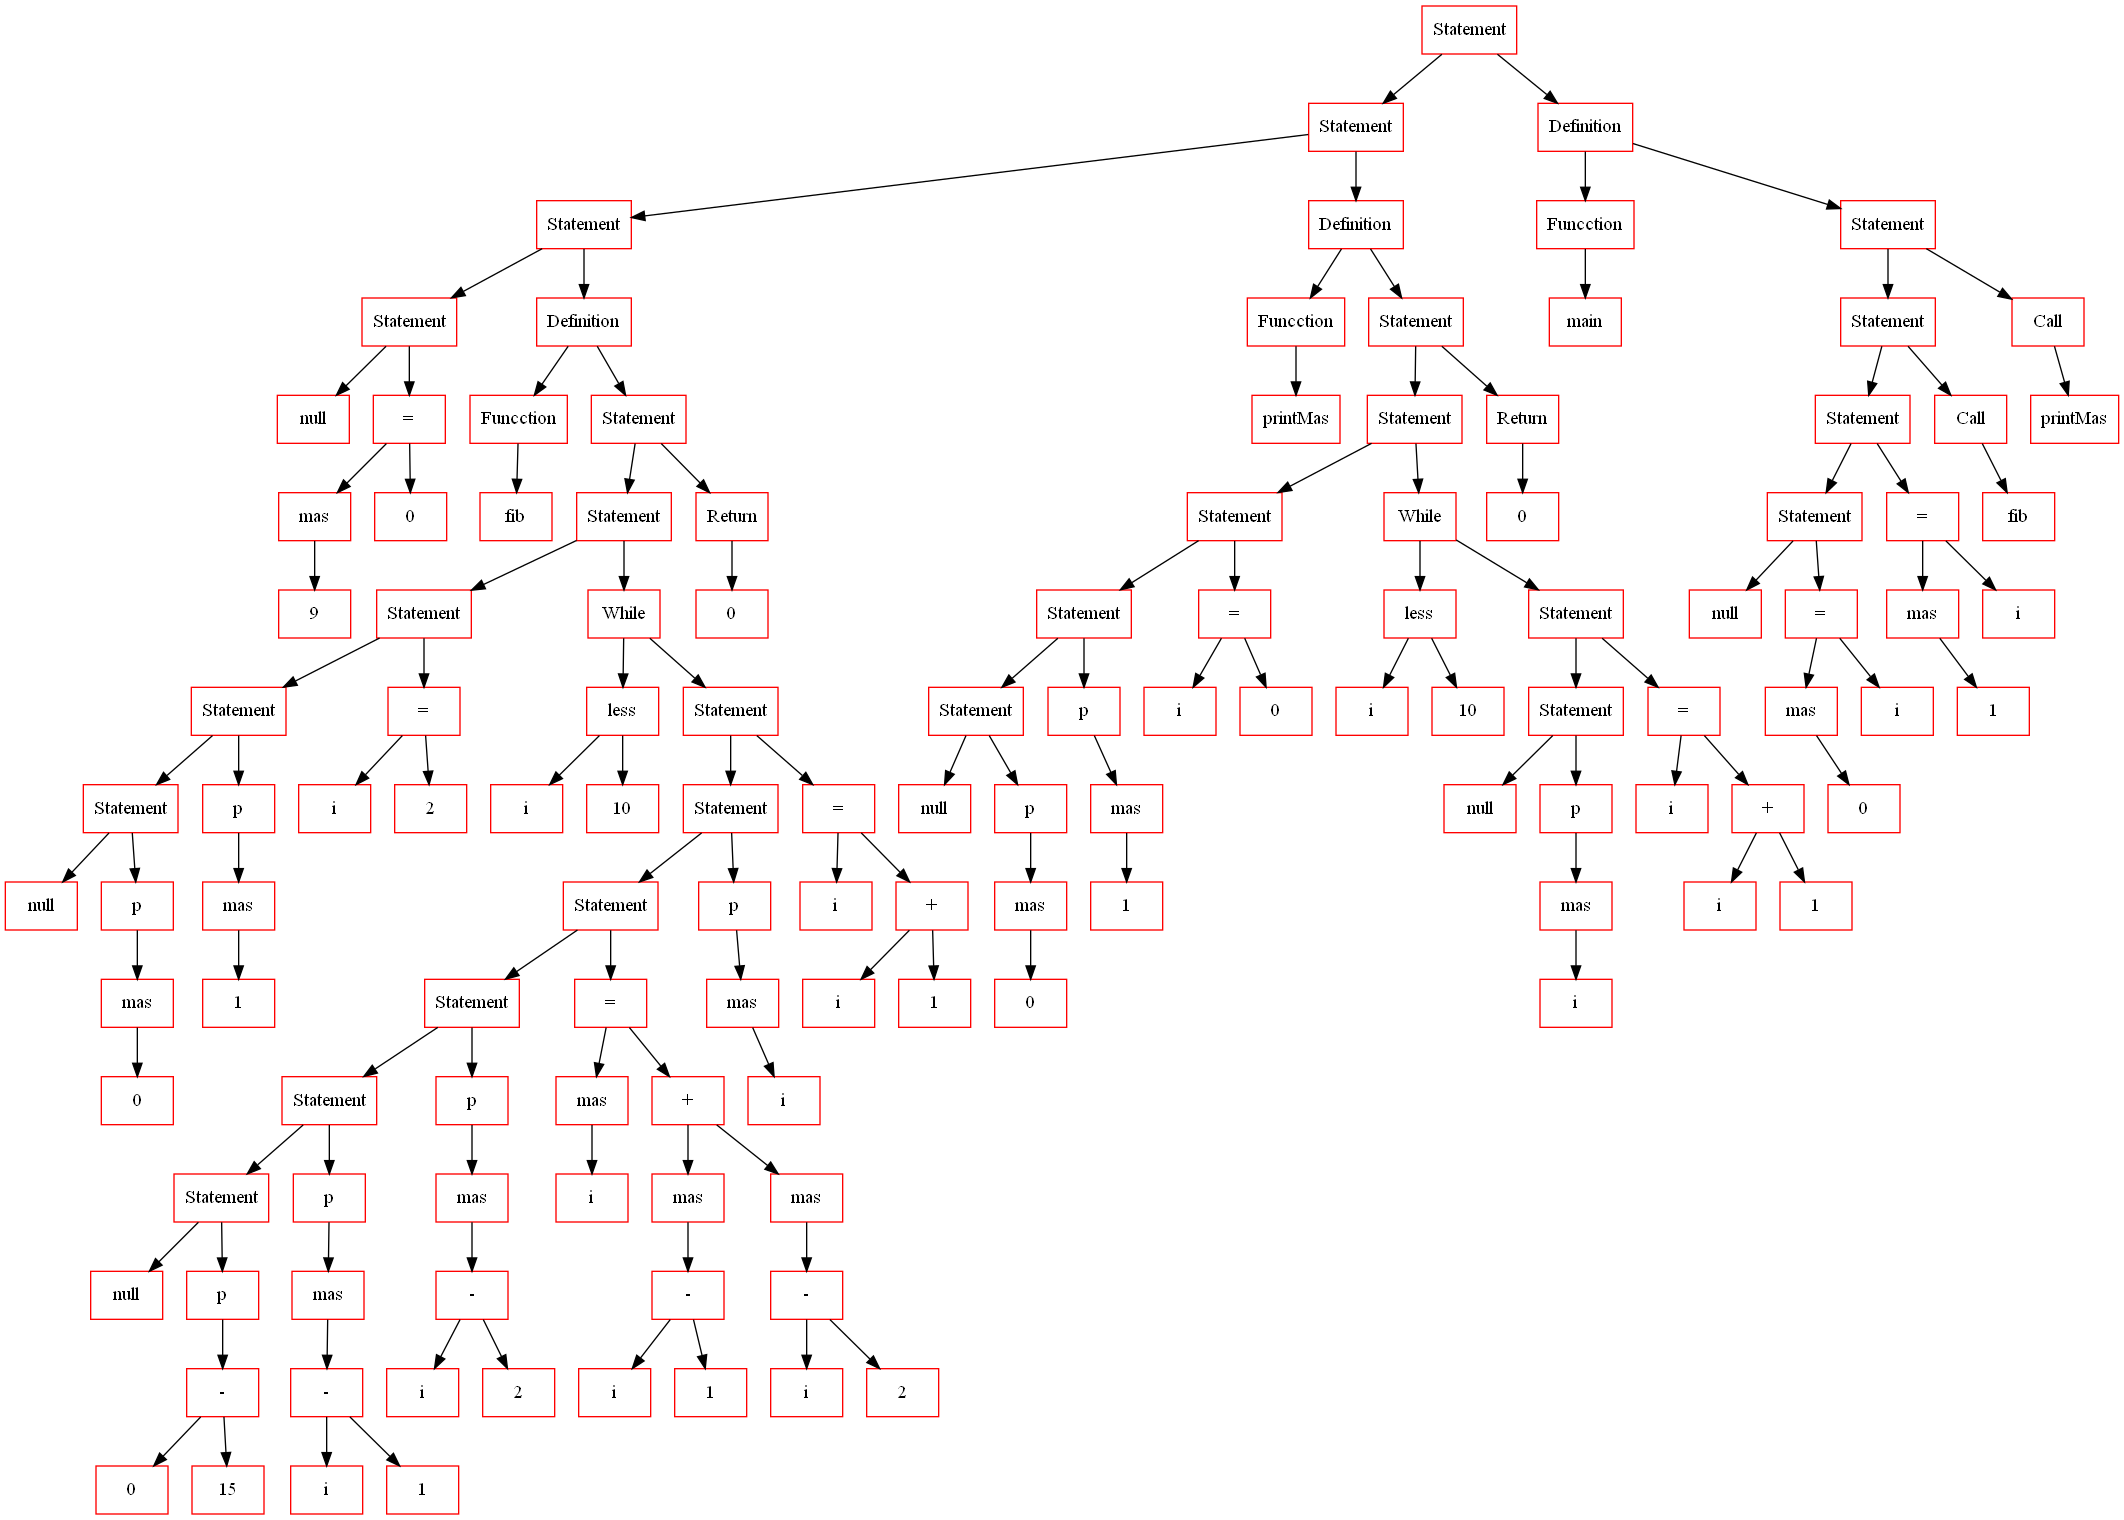 Statement
Statement
Definition
Statement
Definition
Funcction
Statement
Statement
Definition
Funcction
Statement
main
Statement
Call
null
=
Funcction
Statement
printMas
Statement
Return
Statement
Call
printMas
mas
0
fib
Statement
Return
Statement
While
0
Statement
=
fib
9
Statement
While
0
Statement
=
less
Statement
null
=
mas
i
Statement
=
less
Statement
Statement
p
i
0
i
10
Statement
=
mas
i
1
Statement
p
i
2
i
10
Statement
=
null
p
mas
null
p
i
+
0
null
p
mas
Statement
p
i
+
mas
1
mas
i
1
mas
1
Statement
=
mas
i
1
0
i
0
Statement
p
mas
+
i
Statement
p
mas
i
mas
mas
null
p
mas
-
-
-
-
-
i
2
i
1
i
2
0
15
i
1